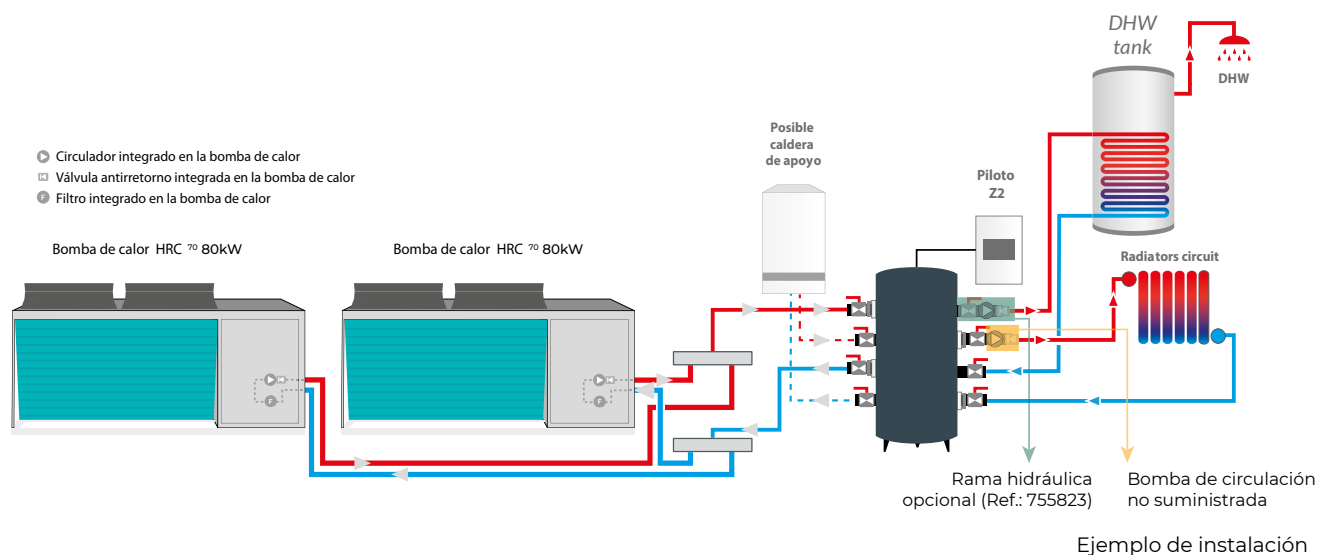 DHW
tank
DHW
Posible
caldera
de apoyo
Circulador integrado en la bomba de calor
Válvula antirretorno integrada en la bomba de calor
F Filtro integrado en la bomba de calor
Piloto
Z2
Bomba de calor HRC ⁷⁰ 80kW
Bomba de calor HRC ⁷⁰ 80kW
Radiators circuit
F
F
Rama hidráulica
opcional (Ref.: 755823)
Bomba de circulación
no suministrada
Ejemplo de instalación